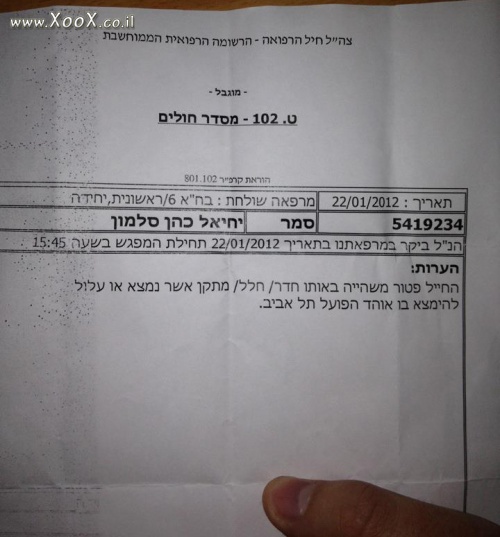 www.XooX.co.il
צה"ל חיל הרפואה - הרשומה הרפואית הממוחשבת
- מוגבל -
ט. 102 - מסדר חולים
הוראת קרפ״ר 801.102
תאריך : 22/01/2012 מרפאה שולחת : בח"א 6/ראשונית,יחידה
5419234 סמר יחיאל כהן סלמון
הנ"ל ביקר במרפאתנו בתאריך 22/01/2012 תחילת המפגש בשעה 15:45
הערות:
החייל פטור משהייה באותו חדר/ חלל/ מתקן אשר נמצא או עלול
להימצא בו אוהד הפועל תל אביב.